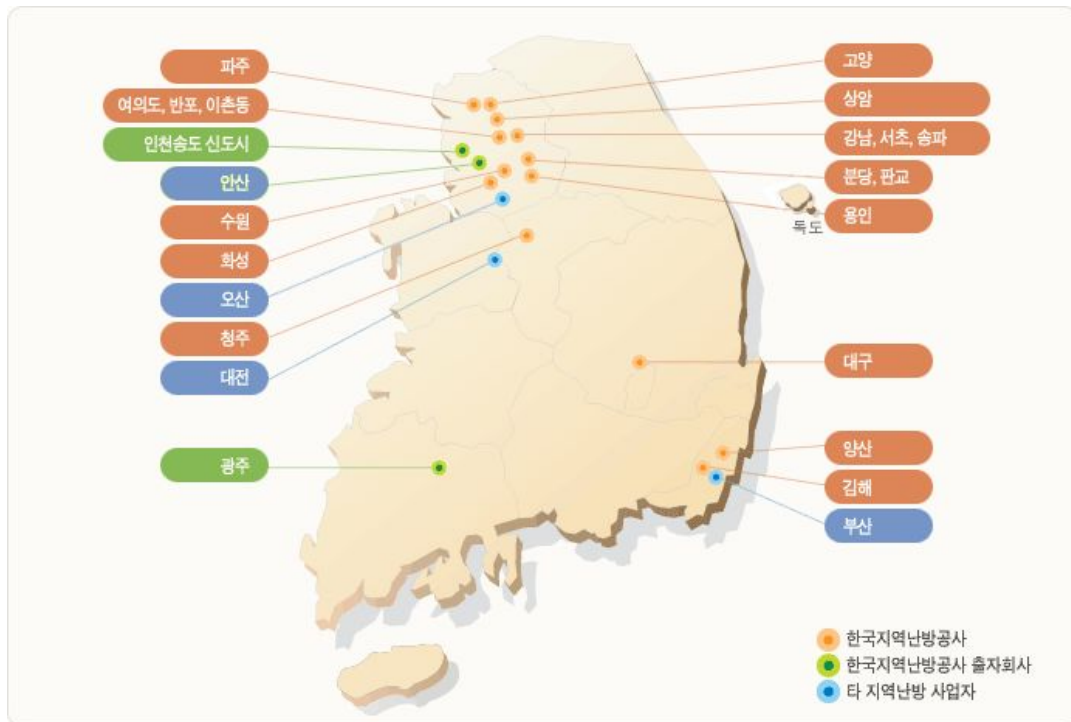 파주
여의도, 반포, 이촌동
인천송도 신도시
안산
수원
화성
오산
청주
대전
광주
고양
상암
강남, 서초, 송파
분당, 판교
용인
독도
대구
양산
김해
부산
한국지역난방공사
한국지역난방공사 출자회사
타 지역난방 사업자